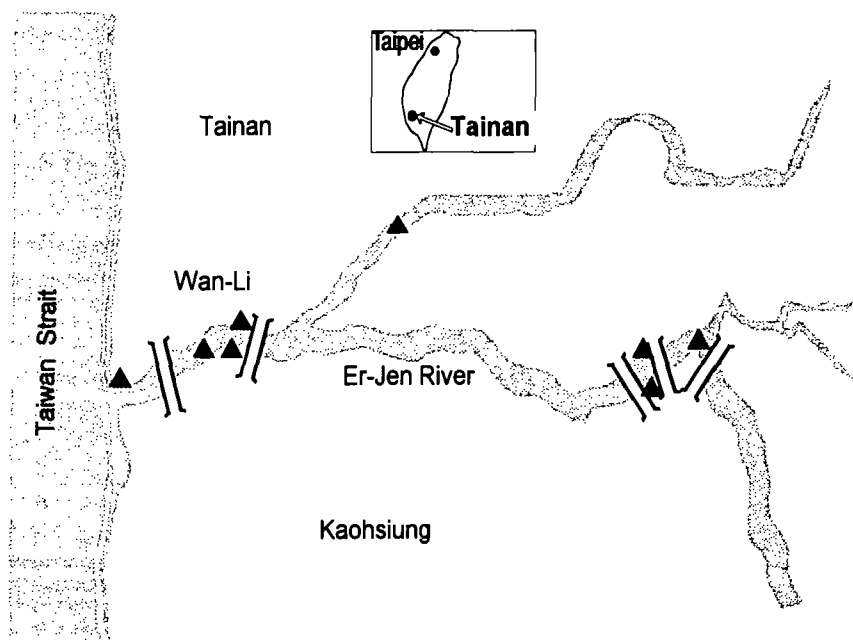 Taipei
Tainan
Tainan
Wan-Li
Taiwan Strait
Er-Jen River
Kaohsiung